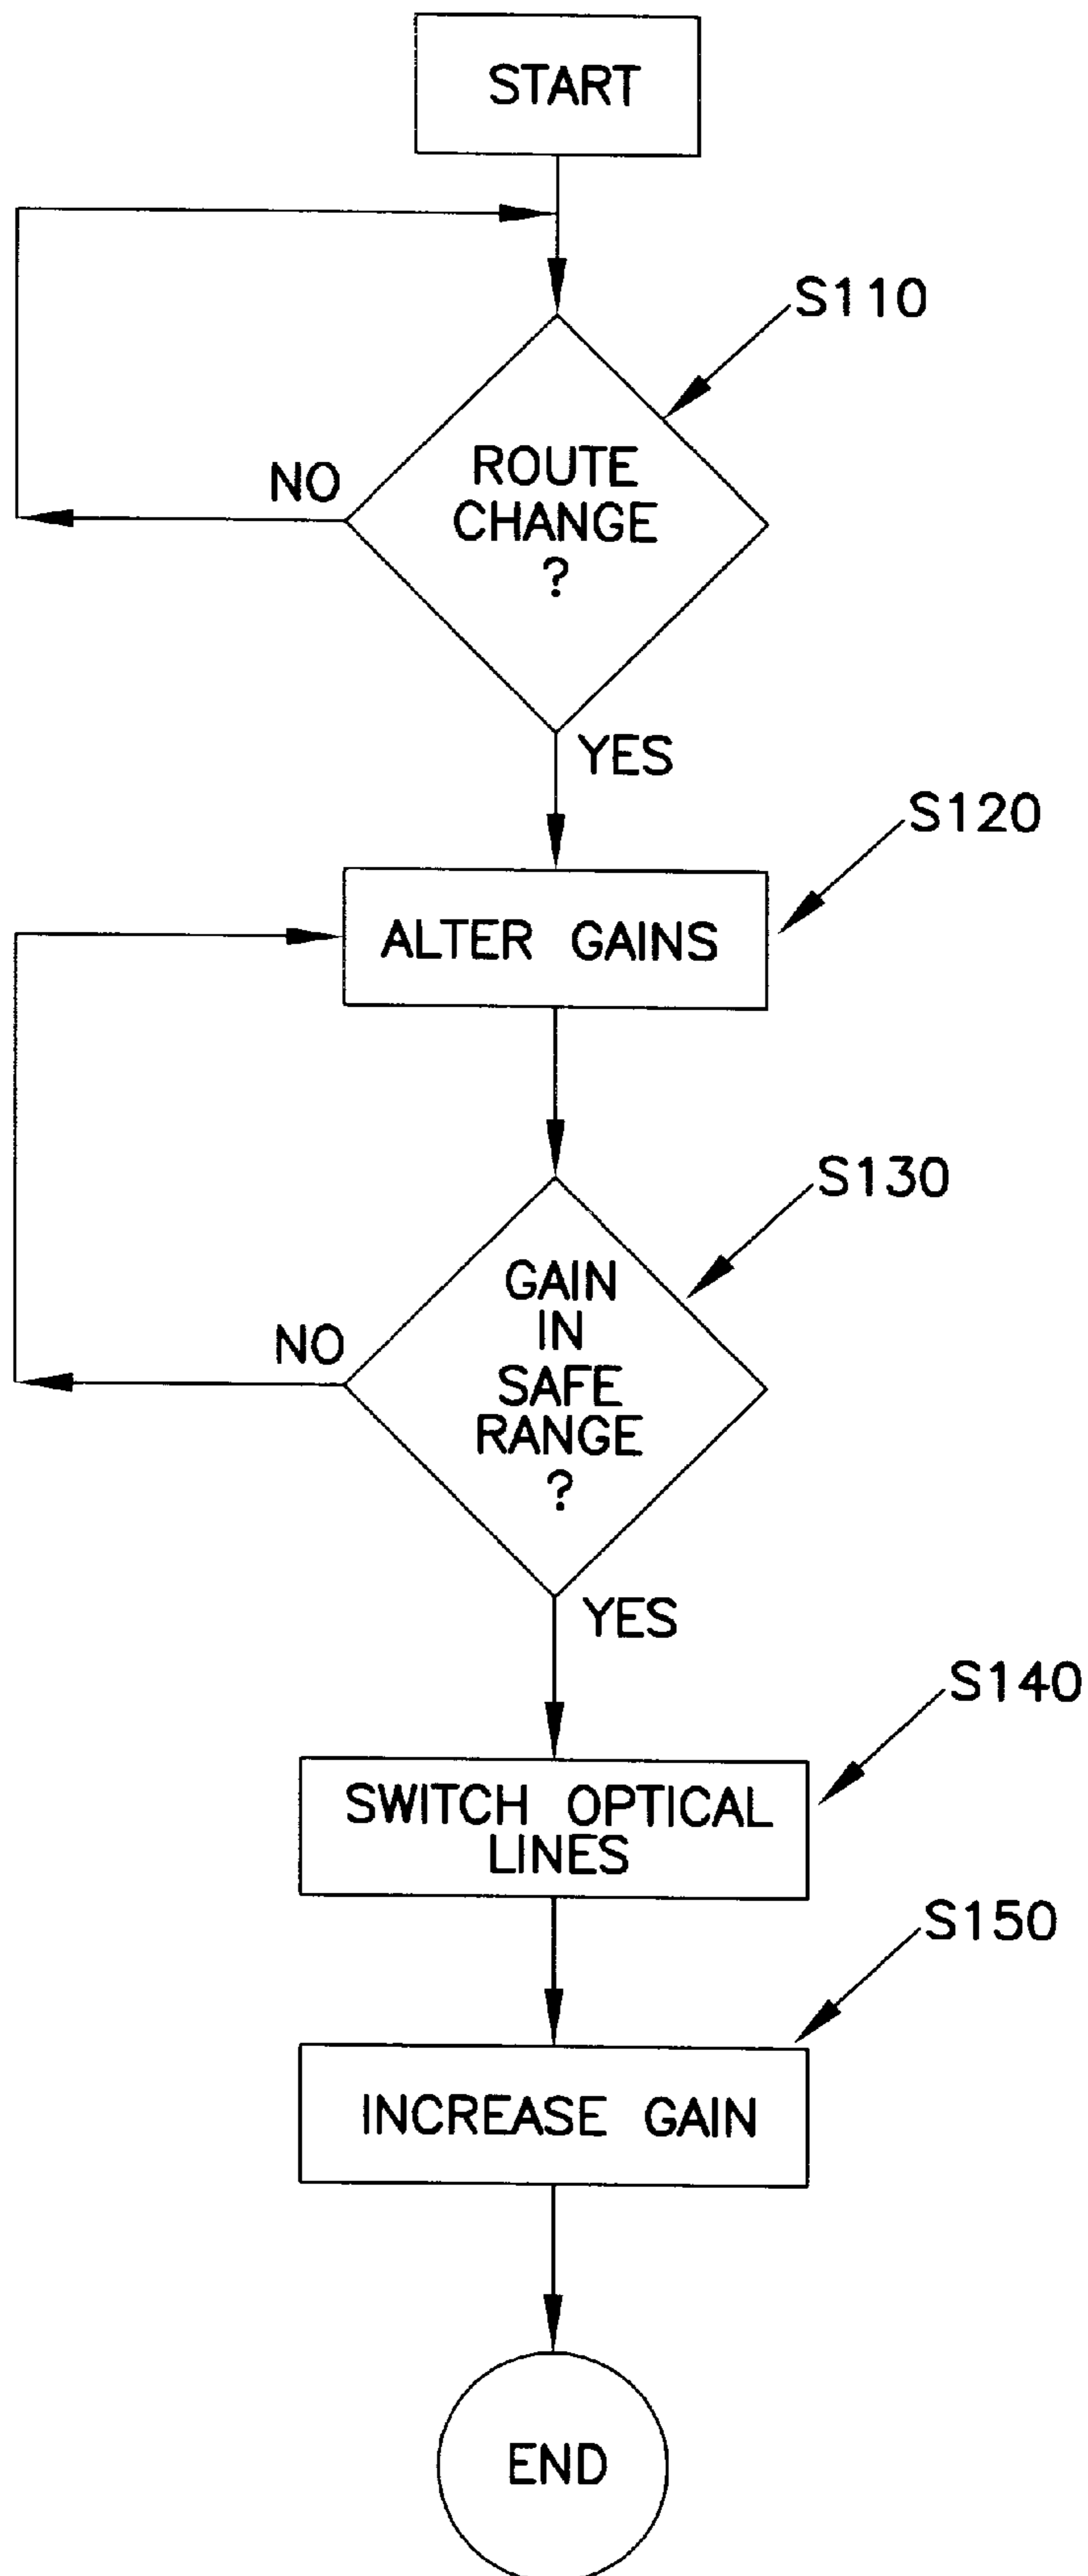 START
S110
ROUTE
CHANGE
?
NO
YES
S120
ALTER GAINS
S130
GAIN
IN
SAFE
RANGE
?
NO
YES
S140
SWITCH OPTICAL
LINES
S150
INCREASE GAIN
END